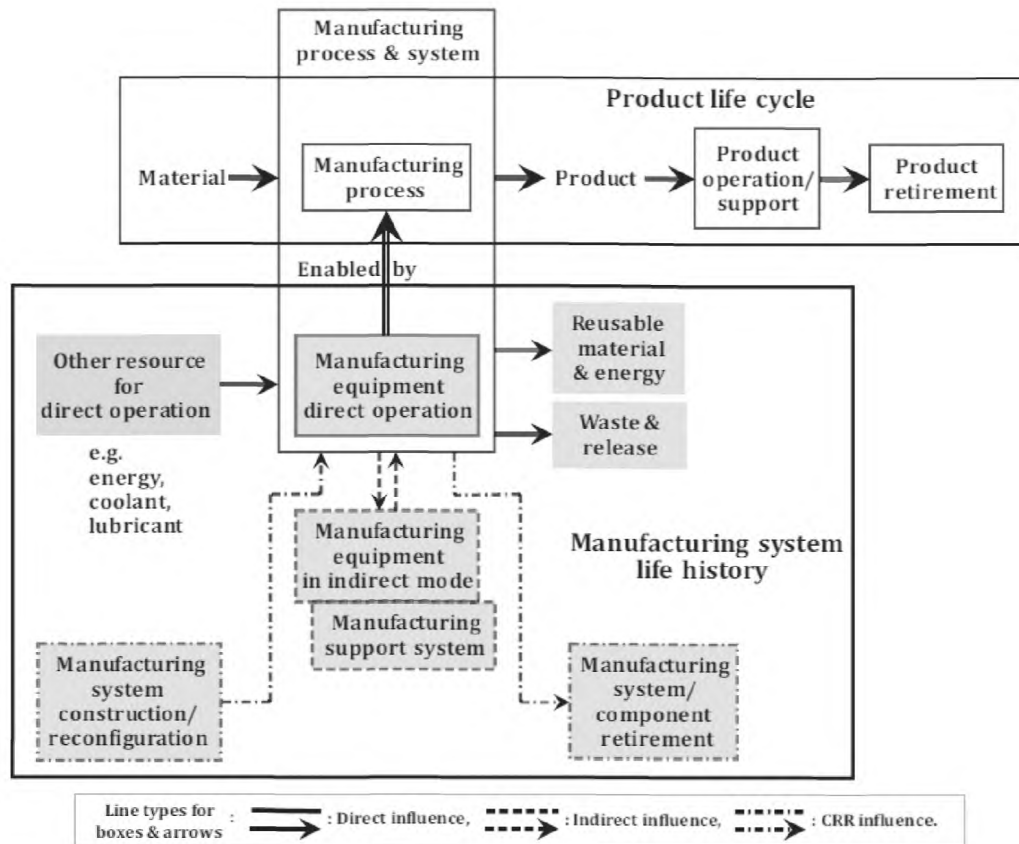 Manufacturing
process & system
Product life cycle
Material
Manufacturing
process
Product
Product
operation/
support
Product
retirement
Enabled by
Other resource
for
direct operation
e.g.
energy,
coolant,
lubricant
Manufacturing
equipment
direct operation
Reusable
material
& energy
Waste &
release
Manufacturing
equipment
in indirect mode
Manufacturing
support system
Manufacturing system
life history
Manufacturing
system
construction/
reconfiguration
Manufacturing
system/
component
retirement
Line types for
boxes & arrows
: : Direct influence, : Indirect influence, : CRR influence.